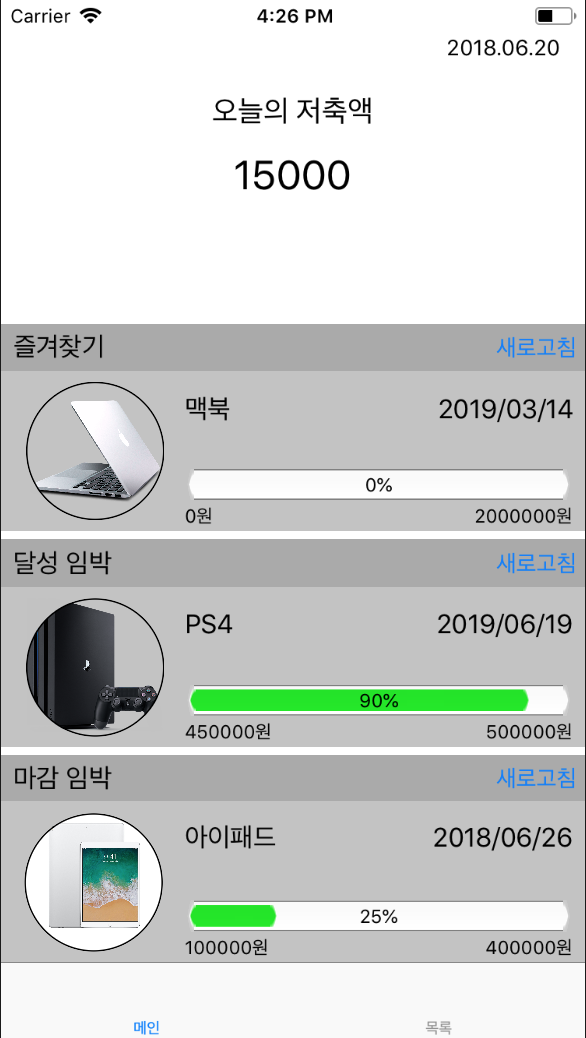 Carrier 4:26 PM
2018.06.20
오늘의 저축액
15000
즐겨찾기 새로고침
맥북 2019/03/14
0%
0원 2000000원
달성 임박 새로고침
PS4 2019/06/19
90%
450000원 500000원
마감 임박 새로고침
아이패드 2018/06/26
25%
100000원 400000원
메인 목록